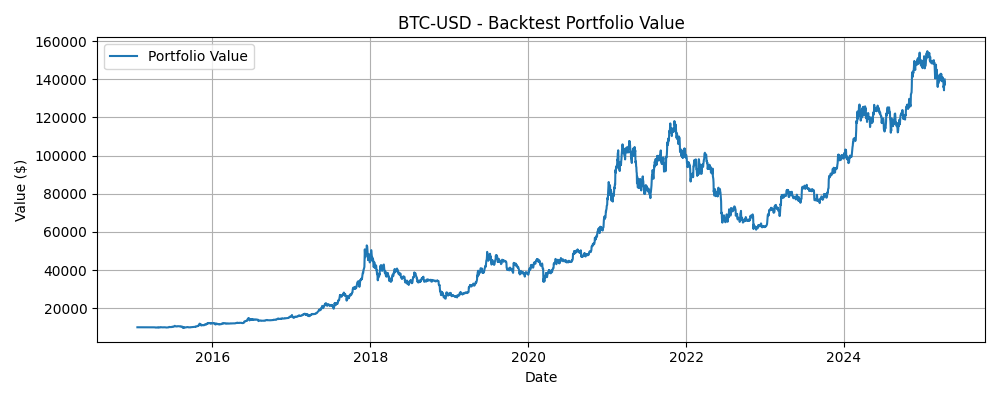 BTC-USD - Backtest Portfolio Value
Portfolio Value
160000
140000
120000
100000
80000
60000
40000
20000
Value ($)
2016 2018 2020 2022 2024
Date